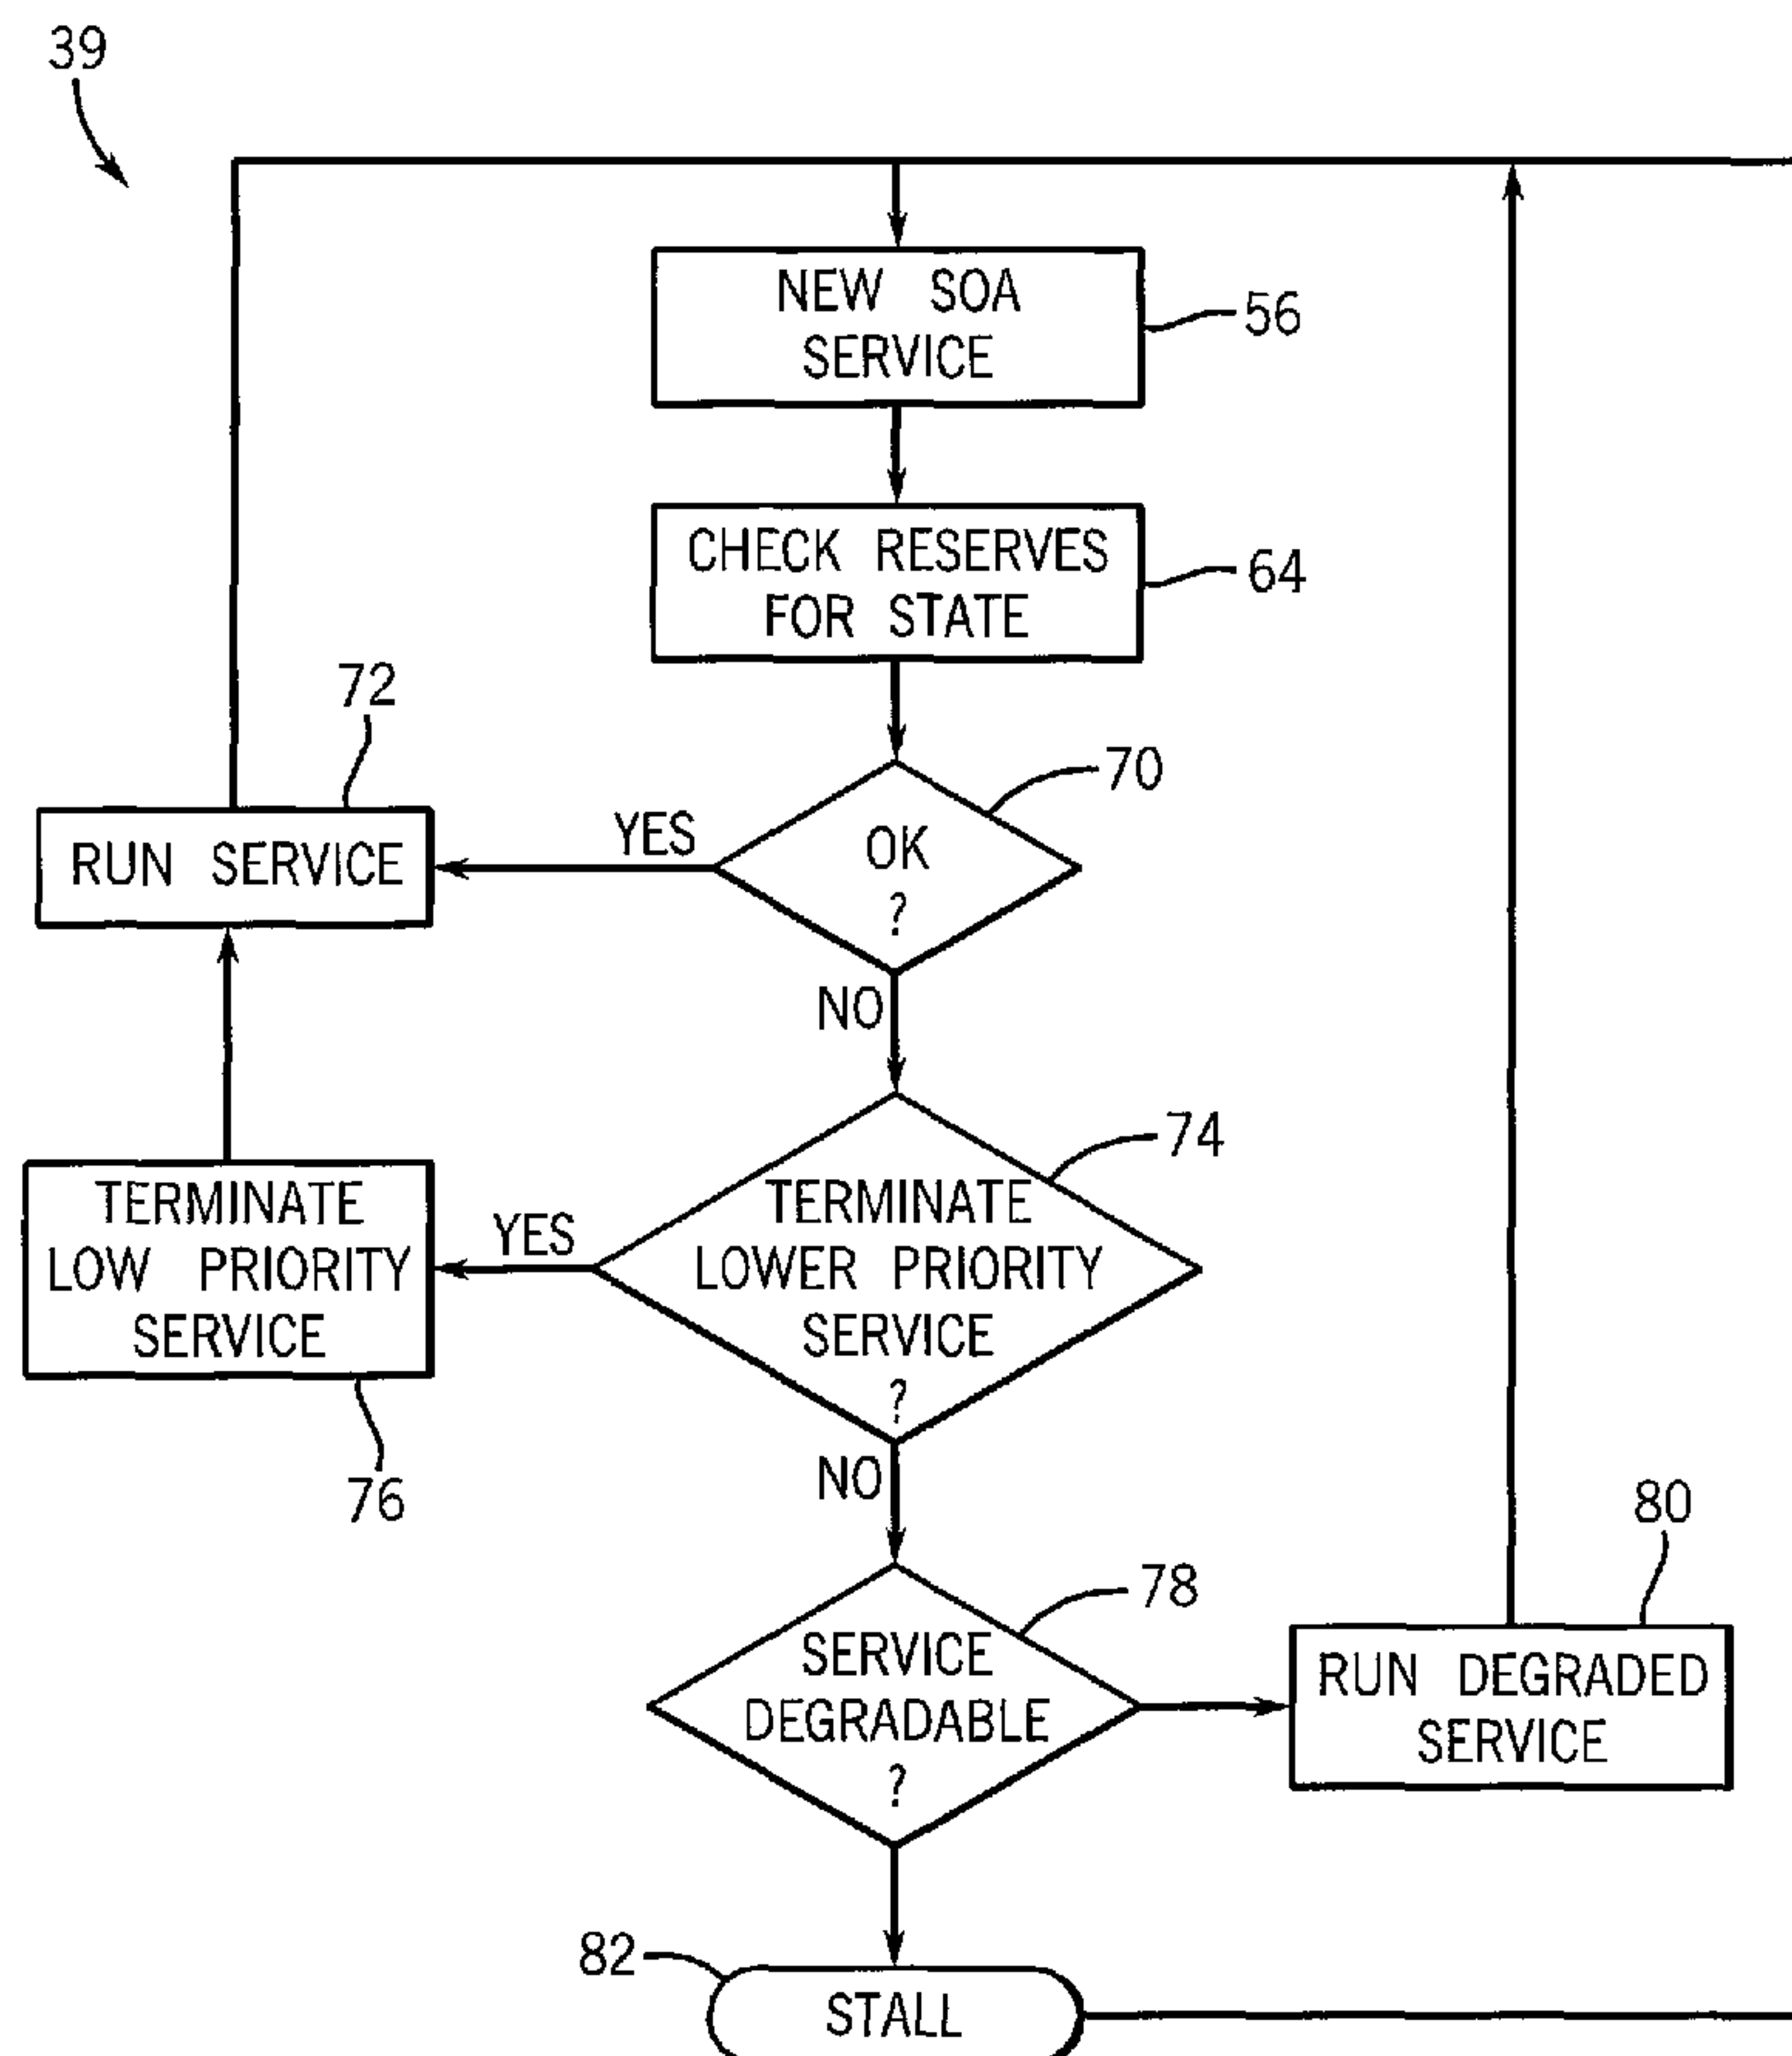 39
NEW SOA
SERVICE
56
CHECK RESERVES
FOR STATE
64
72
70
RUN SERVICE
YES
OK
?
NO
74
TERMINATE
LOW PRIORITY
SERVICE
YES
TERMINATE
LOWER PRIORITY
SERVICE
?
76
NO
80
78
SERVICE
DEGRADABLE
?
RUN DEGRADED
SERVICE
82
STALL